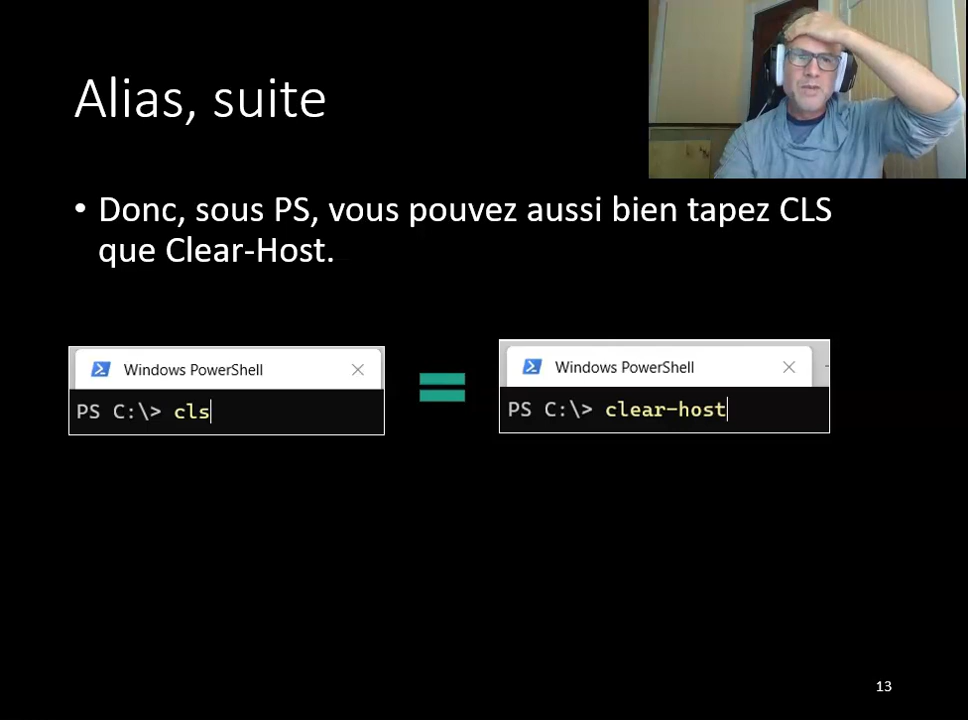 Alias, suite
• Donc, sous PS, vous pouvez aussi bien tapez CLS
que Clear-Host.
Windows PowerShell
PS C:\> cls
Windows PowerShell
PS C:\> clear-host
13